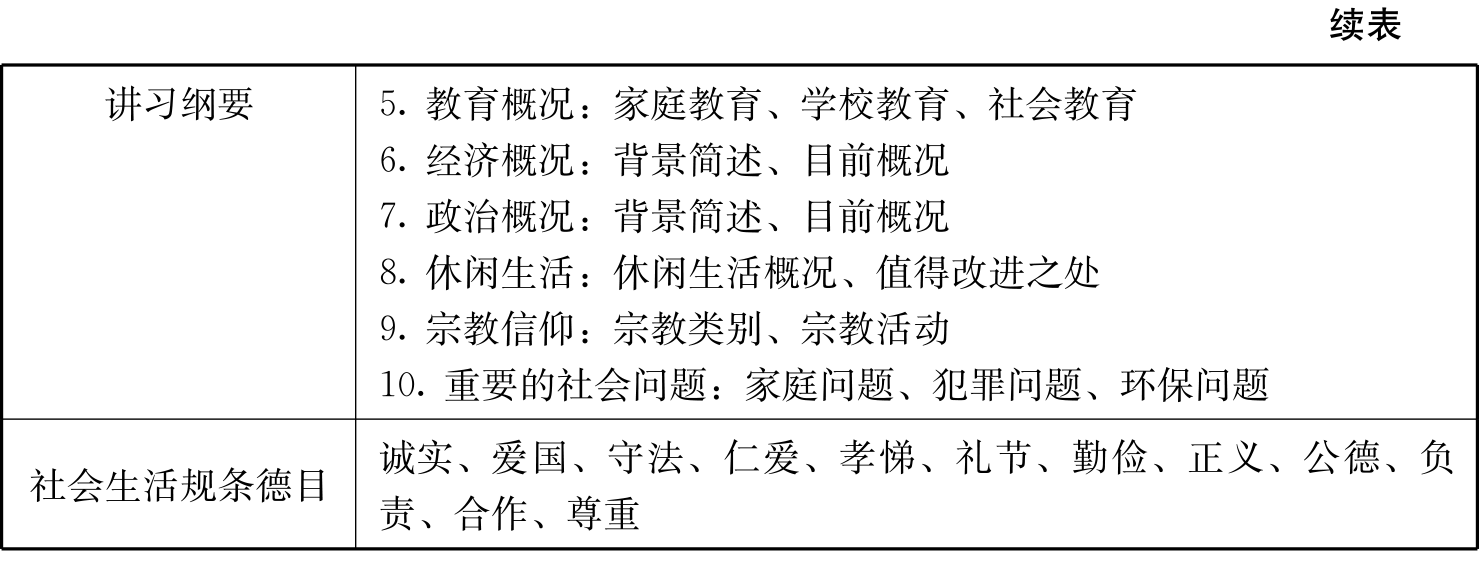 续表
讲习纲要
5. 教育概况：家庭教育、学校教育、社会教育
6. 经济概况：背景简述、目前概况
7. 政治概况：背景简述、目前概况
8. 休闲生活：休闲生活概况、值得改进之处
9. 宗教信仰：宗教类别、宗教活动
10. 重要的社会问题：家庭问题、犯罪问题、环保问题
社会生活规条德目
诚实、爱国、守法、仁爱、孝悌、礼节、勤俭、正义、公德、负
责、合作、尊重